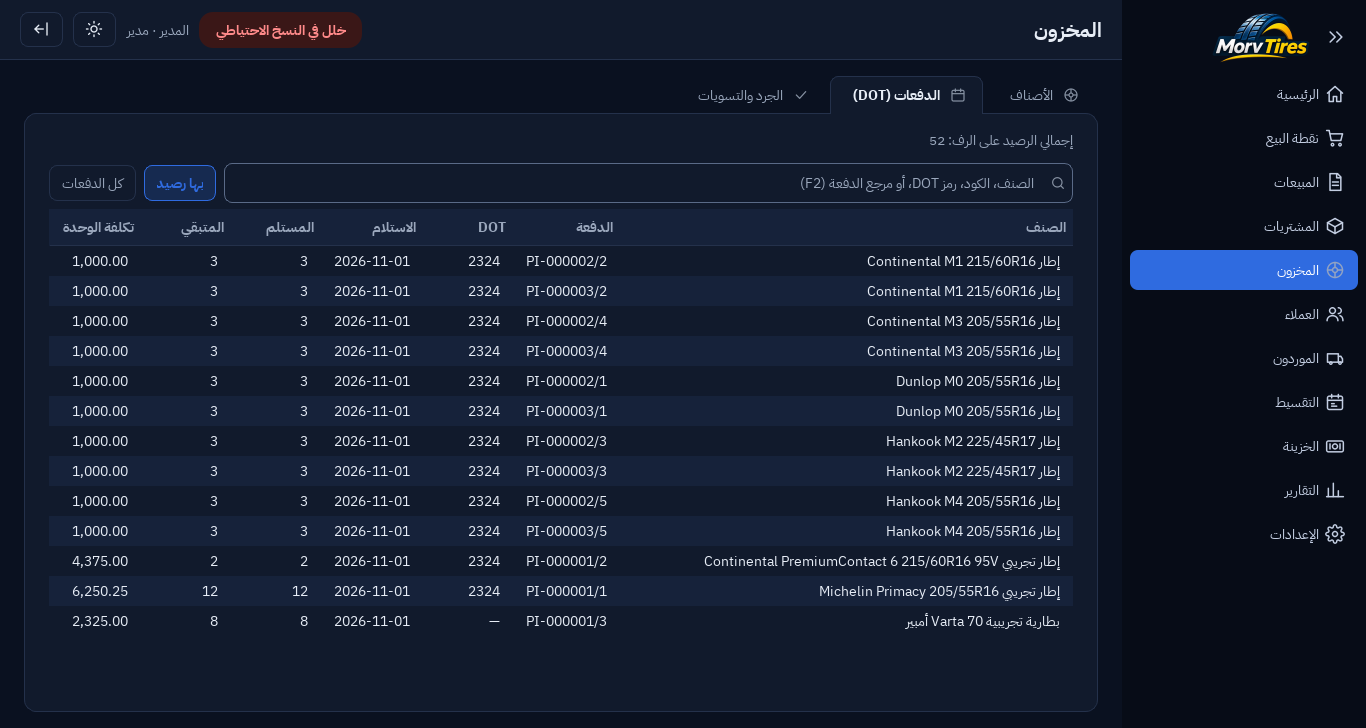 المخزون
خلل في النسخ الاحتياطي
المدير · مدير
MorvTires
الرئيسية
نقطة البيع
المبيعات
المشتريات
المخزون
العملاء
الموردون
التقسيط
الخزينة
التقارير
الإعدادات
الأصناف
الدفعات (DOT)
الجرد والتسويات
إجمالي الرصيد على الرف: 52
الصنف، الكود، رمز DOT، أو مرجع الدفعة (F2)
بها رصيد
كل الدفعات
الصنف الدفعة DOT الاستلام المستلم المتبقي تكلفة الوحدة
إطار Continental M1 215/60R16 PI-000002/2 2324 2026-11-01 3 3 1,000.00
إطار Continental M1 215/60R16 PI-000003/2 2324 2026-11-01 3 3 1,000.00
إطار Continental M3 205/55R16 PI-000002/4 2324 2026-11-01 3 3 1,000.00
إطار Continental M3 205/55R16 PI-000003/4 2324 2026-11-01 3 3 1,000.00
إطار Dunlop M0 205/55R16 PI-000002/1 2324 2026-11-01 3 3 1,000.00
إطار Dunlop M0 205/55R16 PI-000003/1 2324 2026-11-01 3 3 1,000.00
إطار Hankook M2 225/45R17 PI-000002/3 2324 2026-11-01 3 3 1,000.00
إطار Hankook M2 225/45R17 PI-000003/3 2324 2026-11-01 3 3 1,000.00
إطار Hankook M4 205/55R16 PI-000002/5 2324 2026-11-01 3 3 1,000.00
إطار Hankook M4 205/55R16 PI-000003/5 2324 2026-11-01 3 3 1,000.00
إطار تجريبي Continental PremiumContact 6 215/60R16 95V PI-000001/2 2324 2026-11-01 2 2 4,375.00
إطار تجريبي Michelin Primacy 205/55R16 PI-000001/1 2324 2026-11-01 12 12 6,250.25
بطارية تجريبية Varta 70 أمبير PI-000001/3 — 2026-11-01 8 8 2,325.00